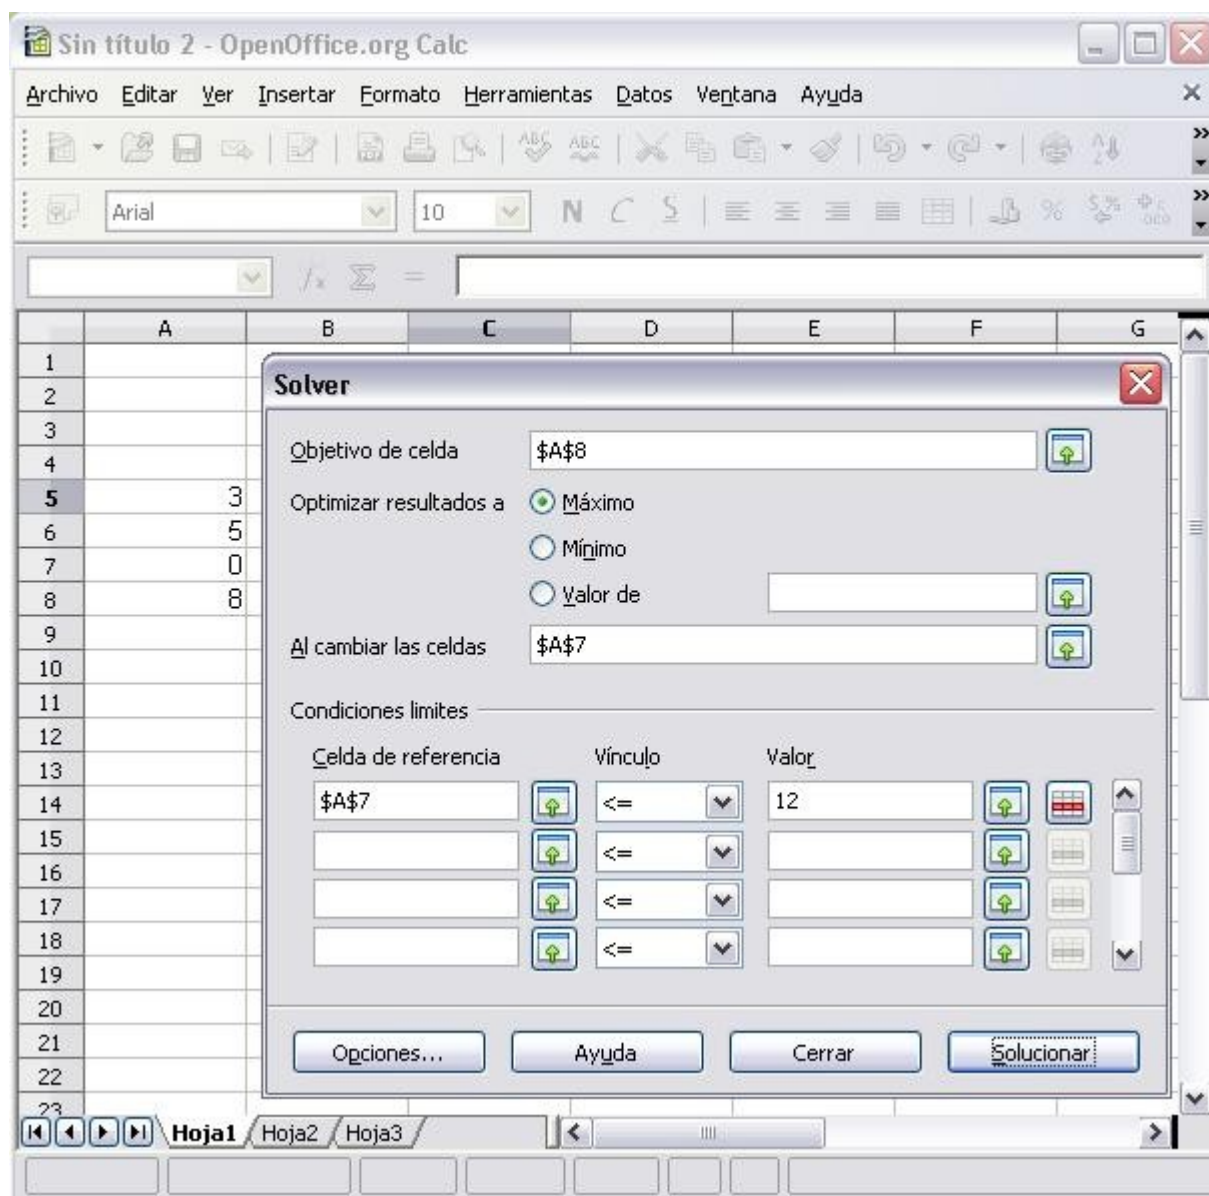 Sin título 2 - OpenOffice.org Calc
Archivo Editar Ver Insertar Formato Herramientas Datos Ventana Ayuda
Arial 10 N C S %
A B C D E F G
1
Solver
2
3
Objetivo de celda $A$8
4
5 3 Optimizar resultados a Máximo
6 5 Mínimo
7 0
8 8 Valor de
9
Al cambiar las celdas $A$7
10
11
Condiciones limites
12
Celda de referencia Vínculo Valor
13
14 $A$7 <= 12
15 <=
16
17 <=
18 <=
19
20
21 Opciones... Ayuda Cerrar Solucionar
22
23
Hoja1 Hoja2 Hoja3